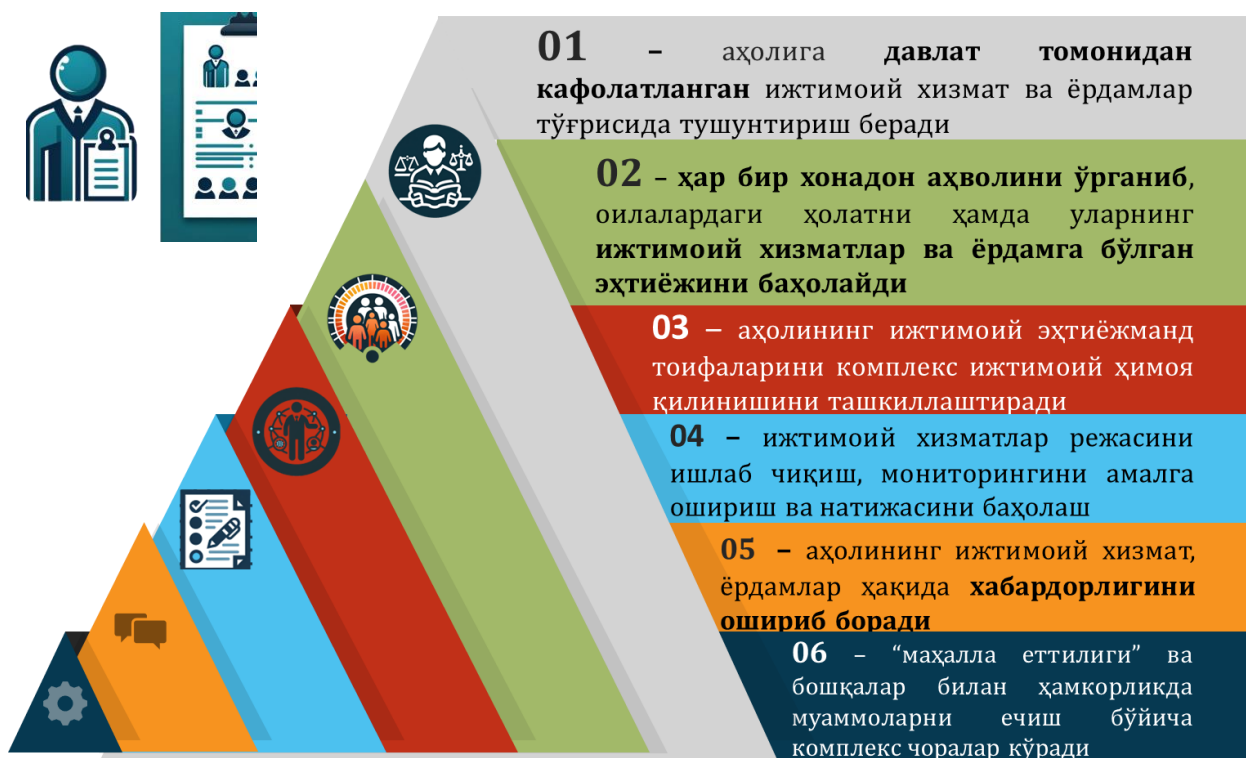 01 – аҳолига давлат томонидан
кафолатланган ижтимоий хизмат ва ёрдамлар
тўғрисида тушунтириш беради
02 – ҳар бир хонадон аҳволини ўрганиб,
оилалардаги ҳолатни ҳамда уларнинг
ижтимоий хизматлар ва ёрдамга бўлган
эҳтиёжини баҳолайди
03 – аҳолининг ижтимоий эҳтиёжманд
тоифаларини комплекс ижтимоий ҳимоя
қилинишини ташкиллаштиради
04 – ижтимоий хизматлар режасини
ишлаб чиқиш, мониторингини амалга
ошириш ва натижасини баҳолаш
05 – аҳолининг ижтимоий хизмат,
ёрдамлар ҳақида хабардорлигини
ошириб боради
06 – “маҳалла еттилиги” ва
бошқалар билан ҳамкорликда
муаммоларни ечиш бўйича
комплекс чоралар кўради